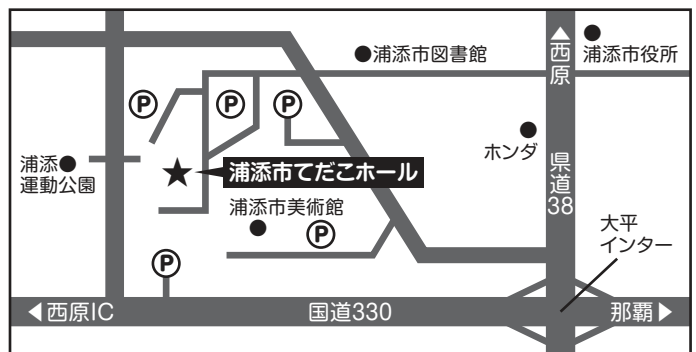 ●浦添市図書館
▲西原
●
浦添市役所
Ⓟ
Ⓟ
Ⓟ
ホンダ
浦添●
運動公園
★
浦添市てだこホール
県道38
浦添市美術館
Ⓟ
大平
インター
Ⓟ
◀西原IC
国道330
那覇▶